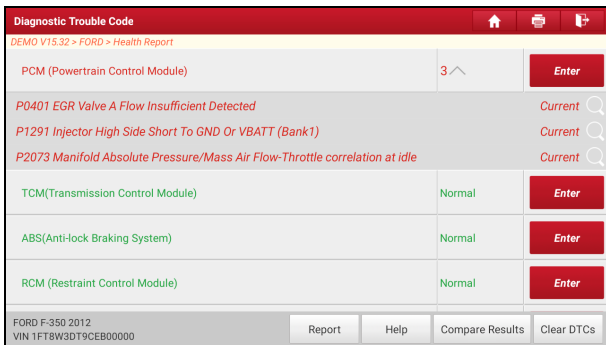 Diagnostic Trouble Code
DEMO V15.32 > FORD > Health Report
PCM (Powertrain Control Module) 3 Enter
P0401 EGR Valve A Flow Insufficient Detected Current
P1291 Injector High Side Short To GND Or VBATT (Bank1) Current
P2073 Manifold Absolute Pressure/Mass Air Flow-Throttle correlation at idle Current
TCM(Transmission Control Module) Normal Enter
ABS(Anti-lock Braking System) Normal Enter
RCM (Restraint Control Module) Normal Enter
FORD F-350 2012
VIN 1FT8W3DT9CEB00000
Report Help Compare Results Clear DTCs